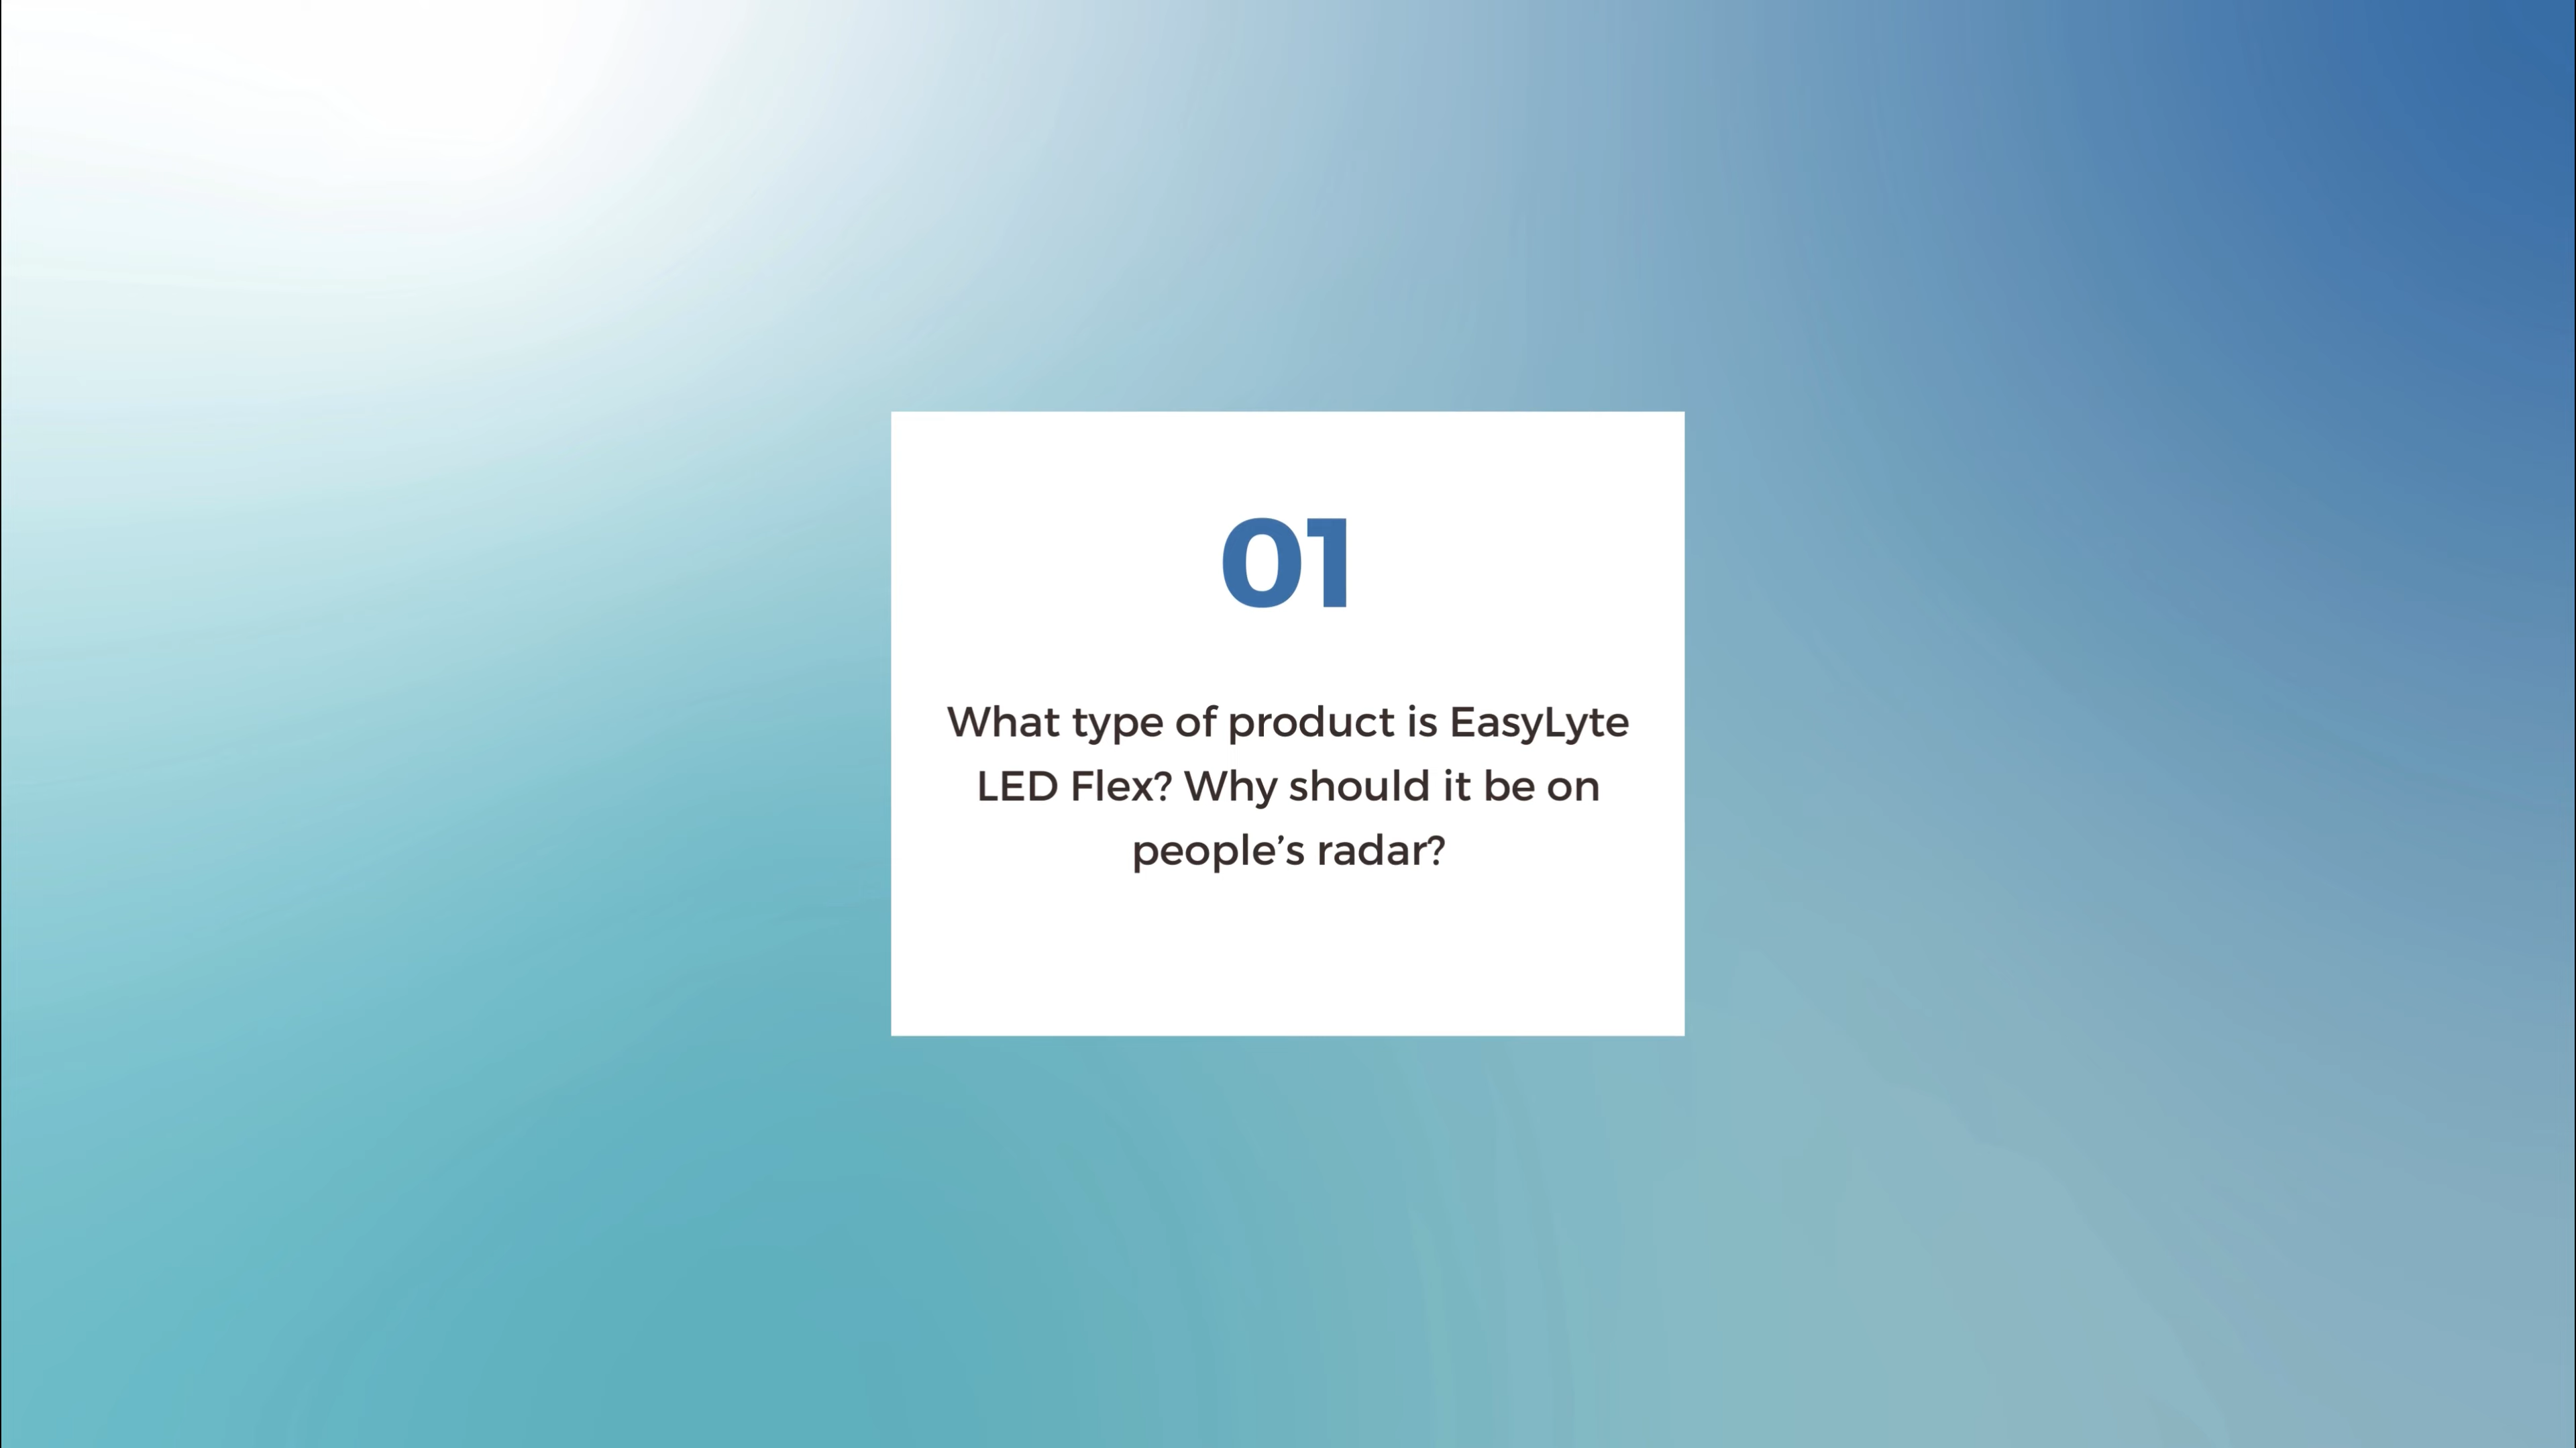 01
What type of product is EasyLyte
LED Flex? Why should it be on
people’s radar?